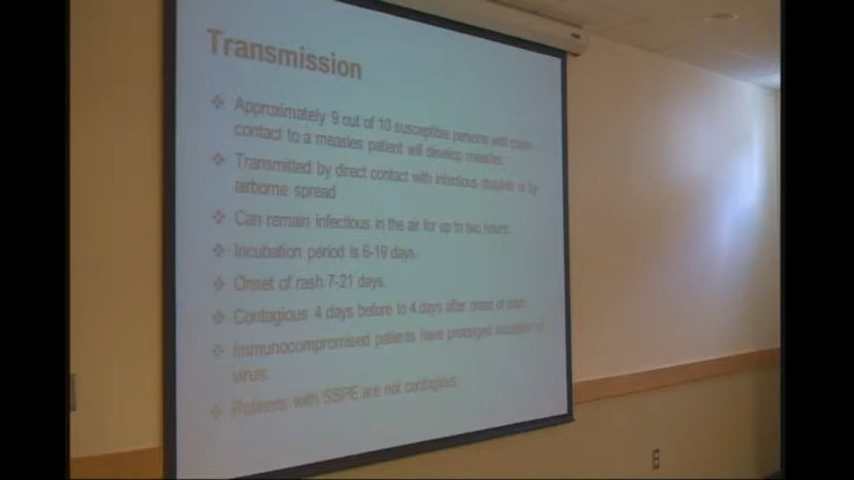 Transmission
Approximately 9 out of 10 susceptible persons with close
contact to a measles patient will develop measles.
Transmitted by direct contact with infectious droplets or by
airborne spread
Can remain infectious in the air for up to two hours.
Incubation period is 6-19 days.
Onset of rash 7-21 days.
Contagious 4 days before to 4 days after onset of rash.
Immunocompromised patients have prolonged excretion of
virus.
Patients with SSPE are not contagious.